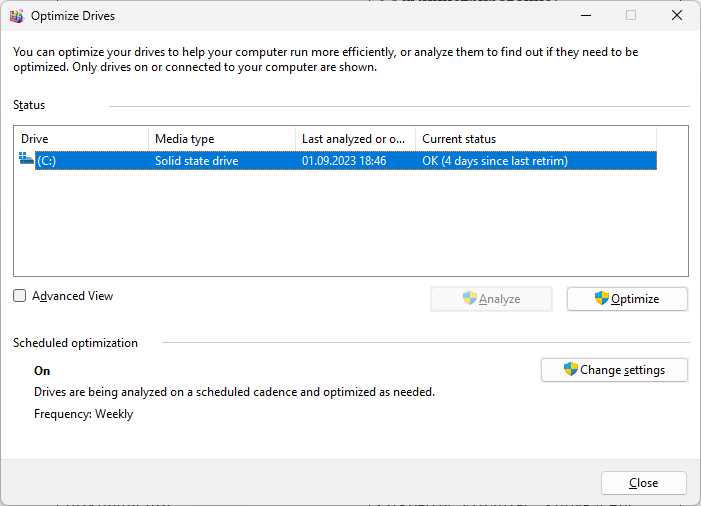 Optimize Drives
You can optimize your drives to help your computer run more efficiently, or analyze them to find out if they need to be
optimized. Only drives on or connected to your computer are shown.
Status
Drive Media type Last analyzed or o... Current status
(C:) Solid state drive 01.09.2023 18:46 OK (4 days since last retrim)
Advanced View
Analyze Optimize
Scheduled optimization
On
Change settings
Drives are being analyzed on a scheduled cadence and optimized as needed.
Frequency: Weekly
Close